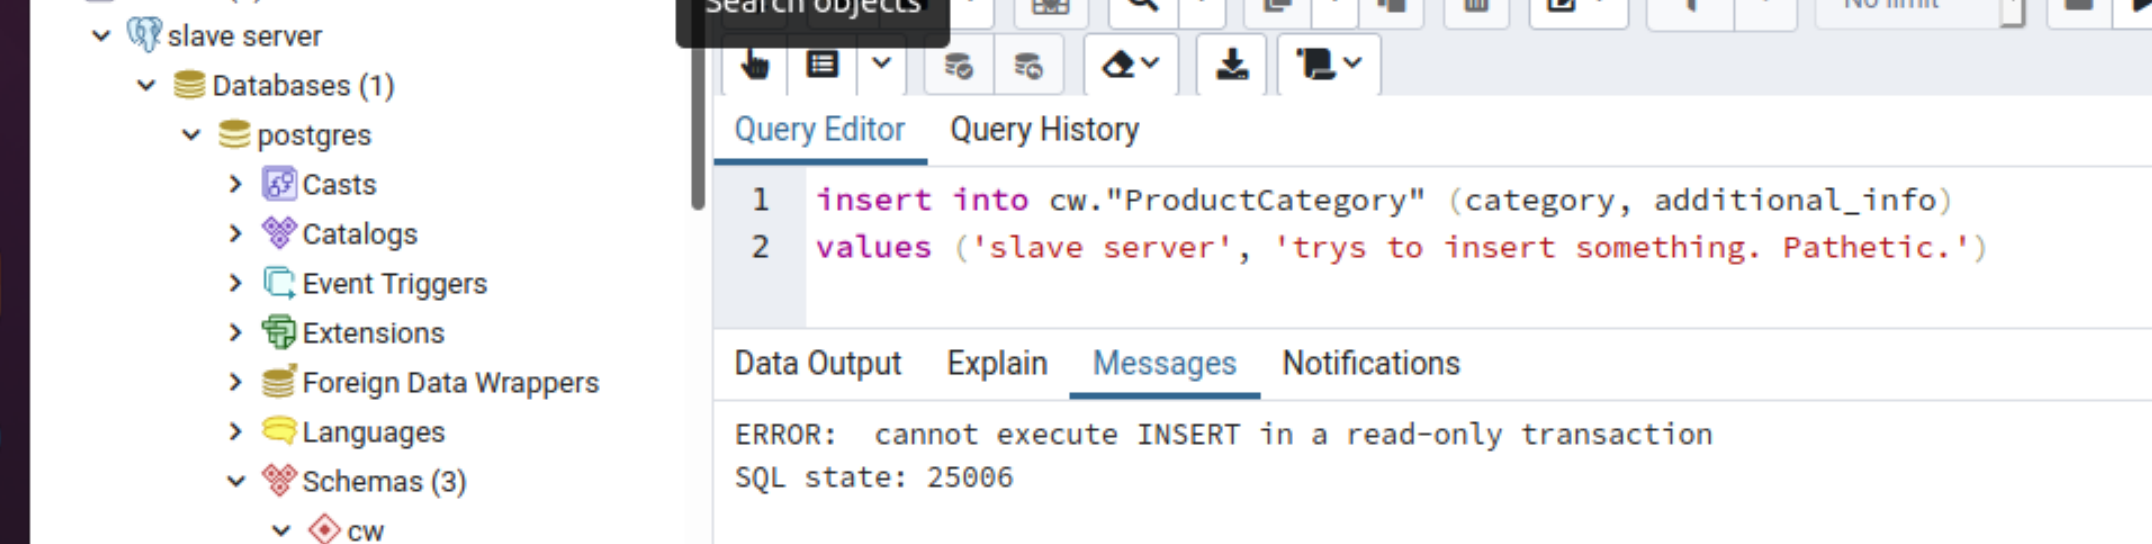 Search objects
No limit
slave server
Databases (1)
postgres
Casts
Catalogs
Event Triggers
Extensions
Foreign Data Wrappers
Languages
Schemas (3)
cw
Query Editor Query History
1 insert into cw."ProductCategory" (category, additional_info)
2 values ('slave server', 'trys to insert something. Pathetic.')
Data Output Explain Messages Notifications
ERROR:  cannot execute INSERT in a read-only transaction
SQL state: 25006